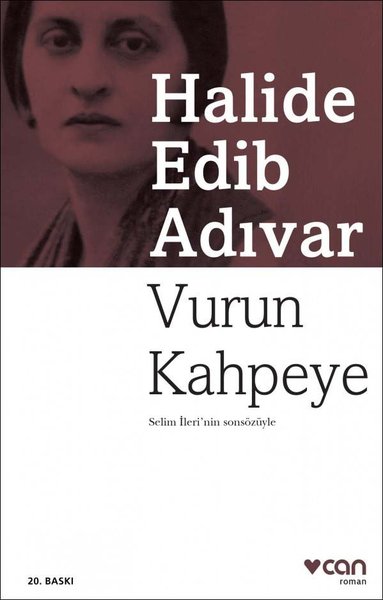 Halide
Edib
Adıvar
Vurun
Kahpeye
Selim İleri'nin sonsözüyle
20. BASKI
can
roman